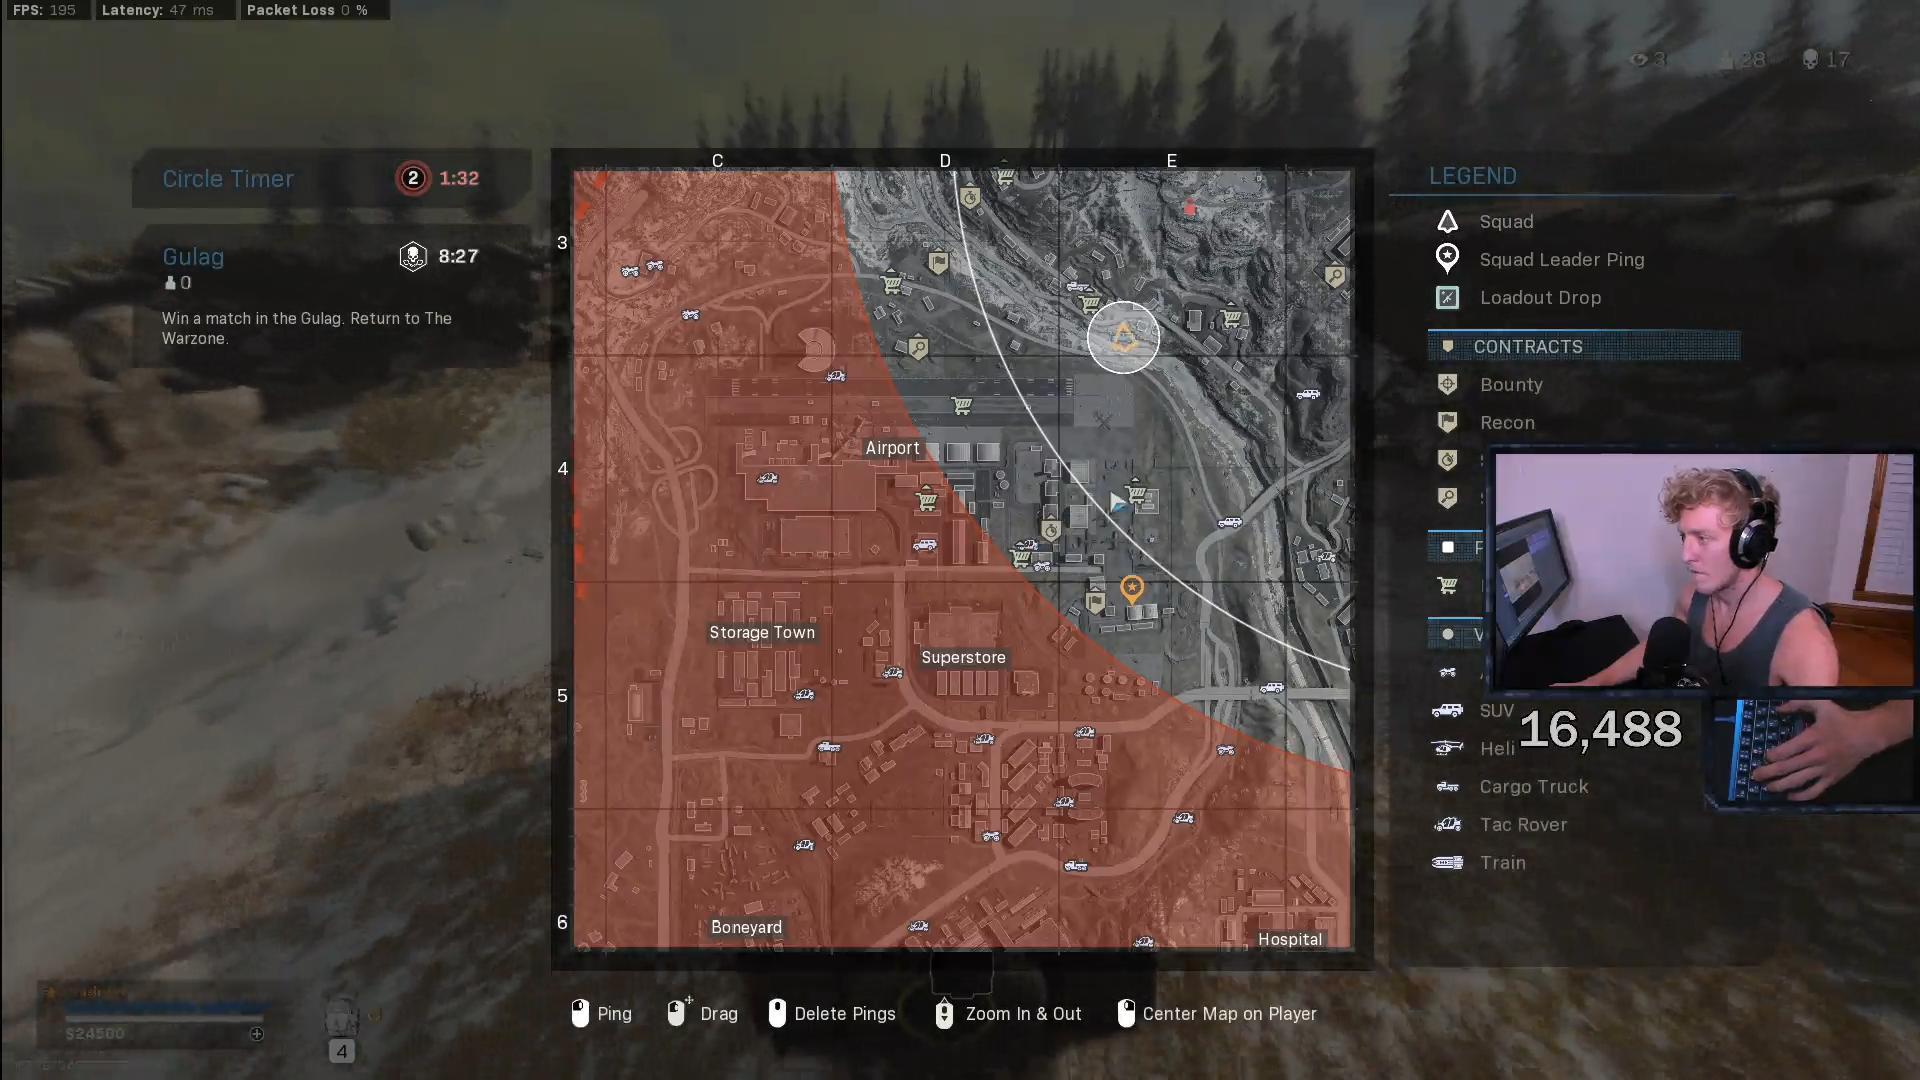 FPS: 195 Latency: 47 ms Packet Loss 0 %
3 28 17
Circle Timer 2 1:32
Gulag 8:27
0
Win a match in the Gulag. Return to The
Warzone.
C D E
3
4
5
6
Airport
Storage Town
Superstore
Boneyard
Hospital
LEGEND
Squad
Squad Leader Ping
Loadout Drop
CONTRACTS
Bounty
Recon
SUV
Heli
16,488
Cargo Truck
Tac Rover
Train
$24500
4
Ping Drag Delete Pings Zoom In & Out Center Map on Player